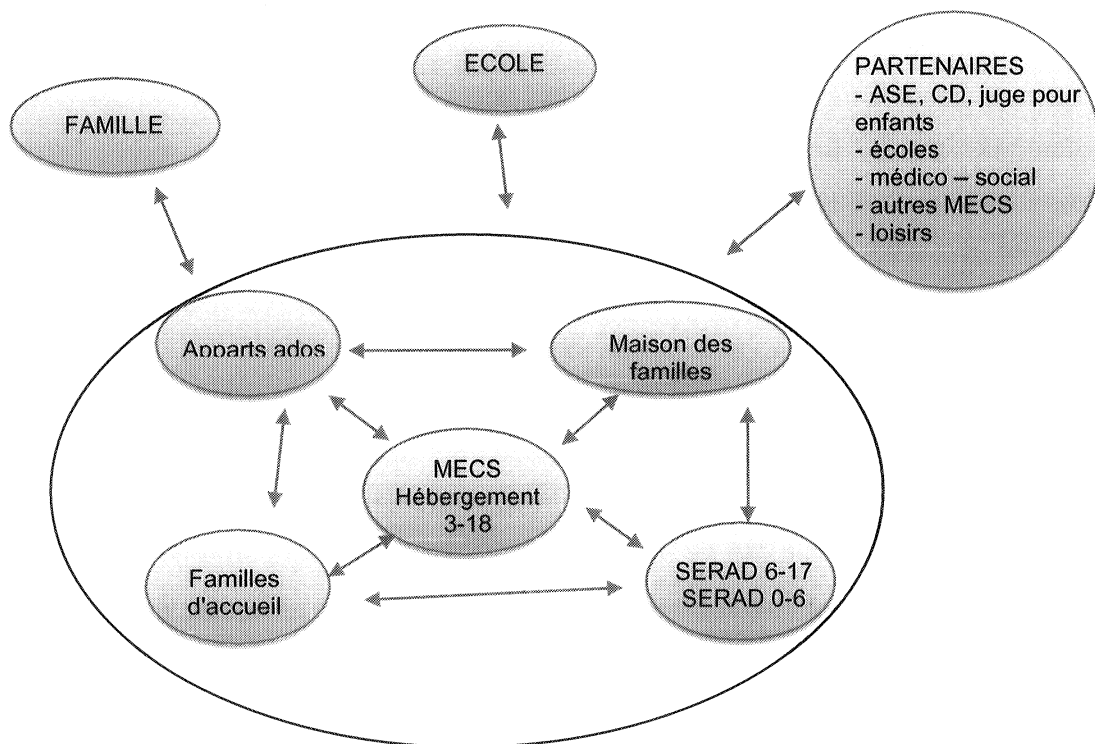 ECOLE
FAMILLE
PARTENAIRES
- ASE, CD, juge pour
enfants
- écoles
- médico – social
- autres MECS
- loisirs
Apparts ados
Maison des
familles
MECS
Hébergement
3-18
Familles
d'accueil
SERAD 6-17
SERAD 0-6